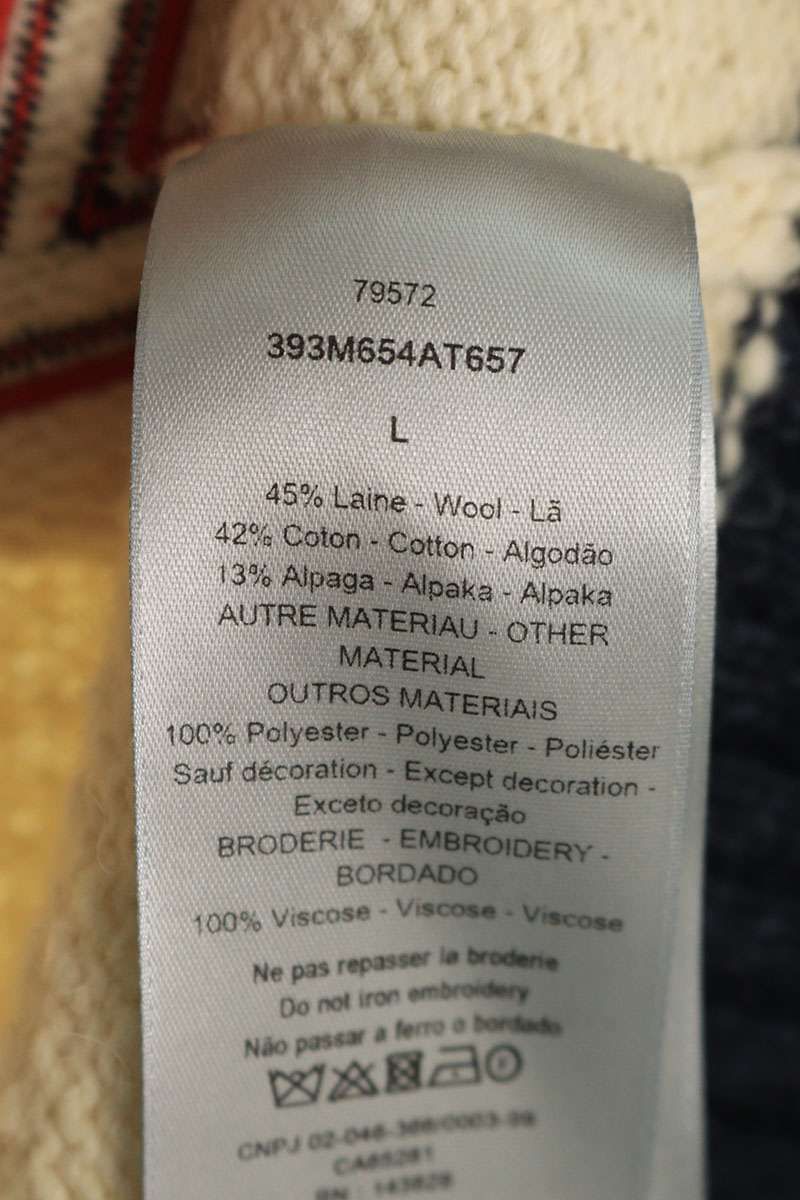 79572
393M654AT657
L
45% Laine - Wool - Lã
42% Coton - Cotton - Algodão
13% Alpaga - Alpaka - Alpaka
AUTRE MATERIAU - OTHER
MATERIAL
OUTROS MATERIAIS
100% Polyester - Polyester - Poliéster
Sauf décoration - Except decoration -
Exceto decoração
BRODERIE - EMBROIDERY -
BORDADO
100% Viscose - Viscose - Viscose
Ne pas repasser la broderie
Do not iron embroidery
Não passar a ferro o bordado
CNPJ